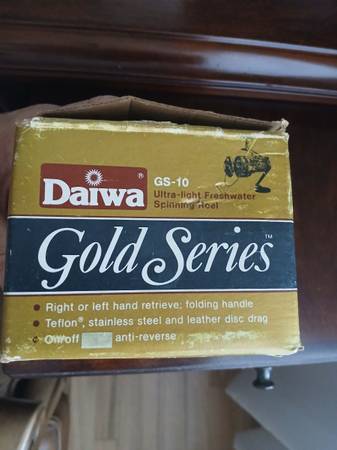 Daiwa®
GS-10
Ultra-light Freshwater
Spinning Reel
Gold Series™
• Right or left hand retrieve; folding handle
• Teflon®, stainless steel and leather disc drag
• On/off anti-reverse